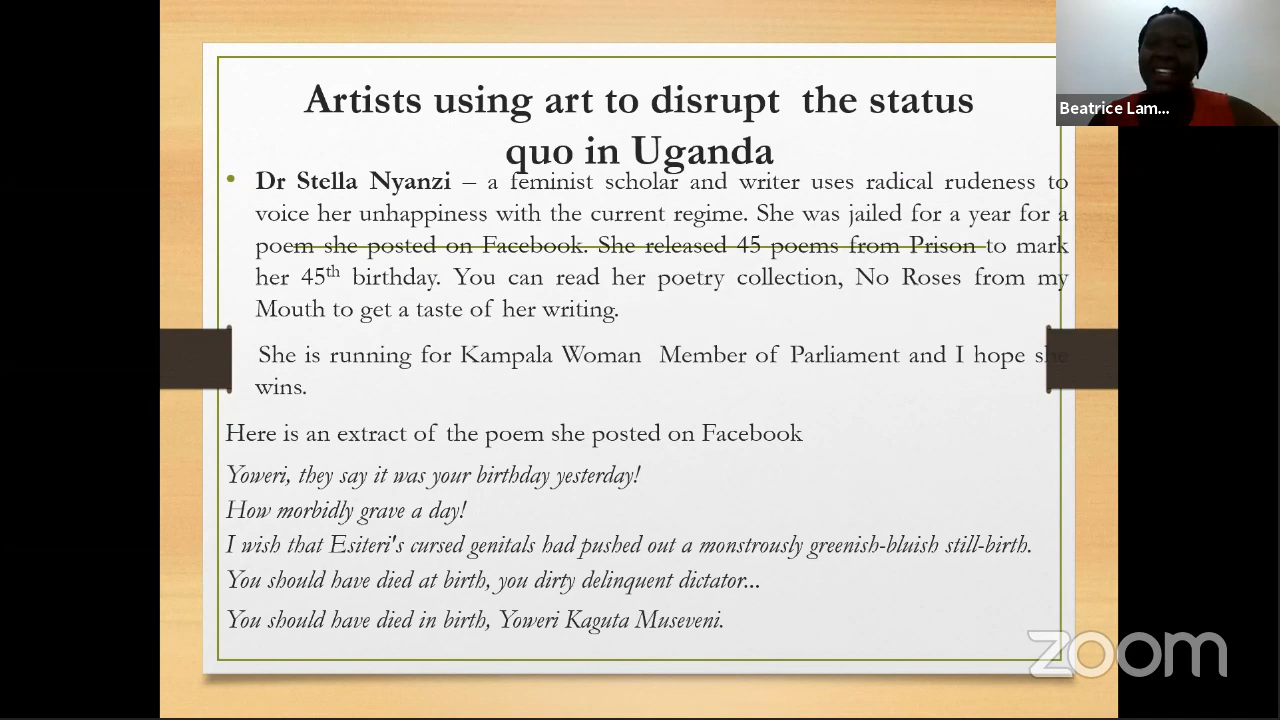 Artists using art to disrupt the status
quo in Uganda
Beatrice Lam...
• Dr Stella Nyanzi – a feminist scholar and writer uses radical rudeness to
voice her unhappiness with the current regime. She was jailed for a year for a
poem she posted on Facebook. She released 45 poems from Prison to mark
her 45th birthday. You can read her poetry collection, No Roses from my
Mouth to get a taste of her writing.
She is running for Kampala Woman Member of Parliament and I hope she
wins.
Here is an extract of the poem she posted on Facebook
Yoweri, they say it was your birthday yesterday!
How morbidly grave a day!
I wish that Esiteri's cursed genitals had pushed out a monstrously greenish-bluish still-birth.
You should have died at birth, you dirty delinquent dictator...
You should have died in birth, Yoweri Kaguta Museveni.
zoom